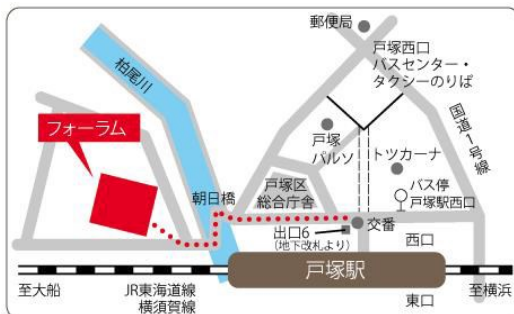 郵便局
戸塚西口
バスセンター・
タクシーのりば
柏尾川
国道1号線
フォーラム
戸塚
パルソ
トツカーナ
戸塚区
総合庁舎
バス停
戸塚駅西口
朝日橋
交番
出口6
(地下改札より)
西口
戸塚駅
至大船
JR東海道線
横須賀線
至横浜
東口